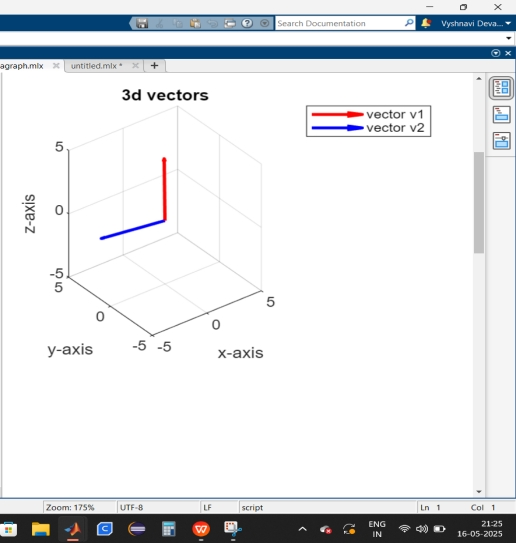 Search Documentation
Vyshnavi Deva...
agraph.mlx
untitled.mlx *
3d vectors
vector v1
vector v2
5
0
-5
z-axis
5
0
-5
y-axis
-5
0
5
x-axis
Zoom: 175%
UTF-8
LF
script
Ln 1
Col 1
ENG
IN
21:25
16-05-2025